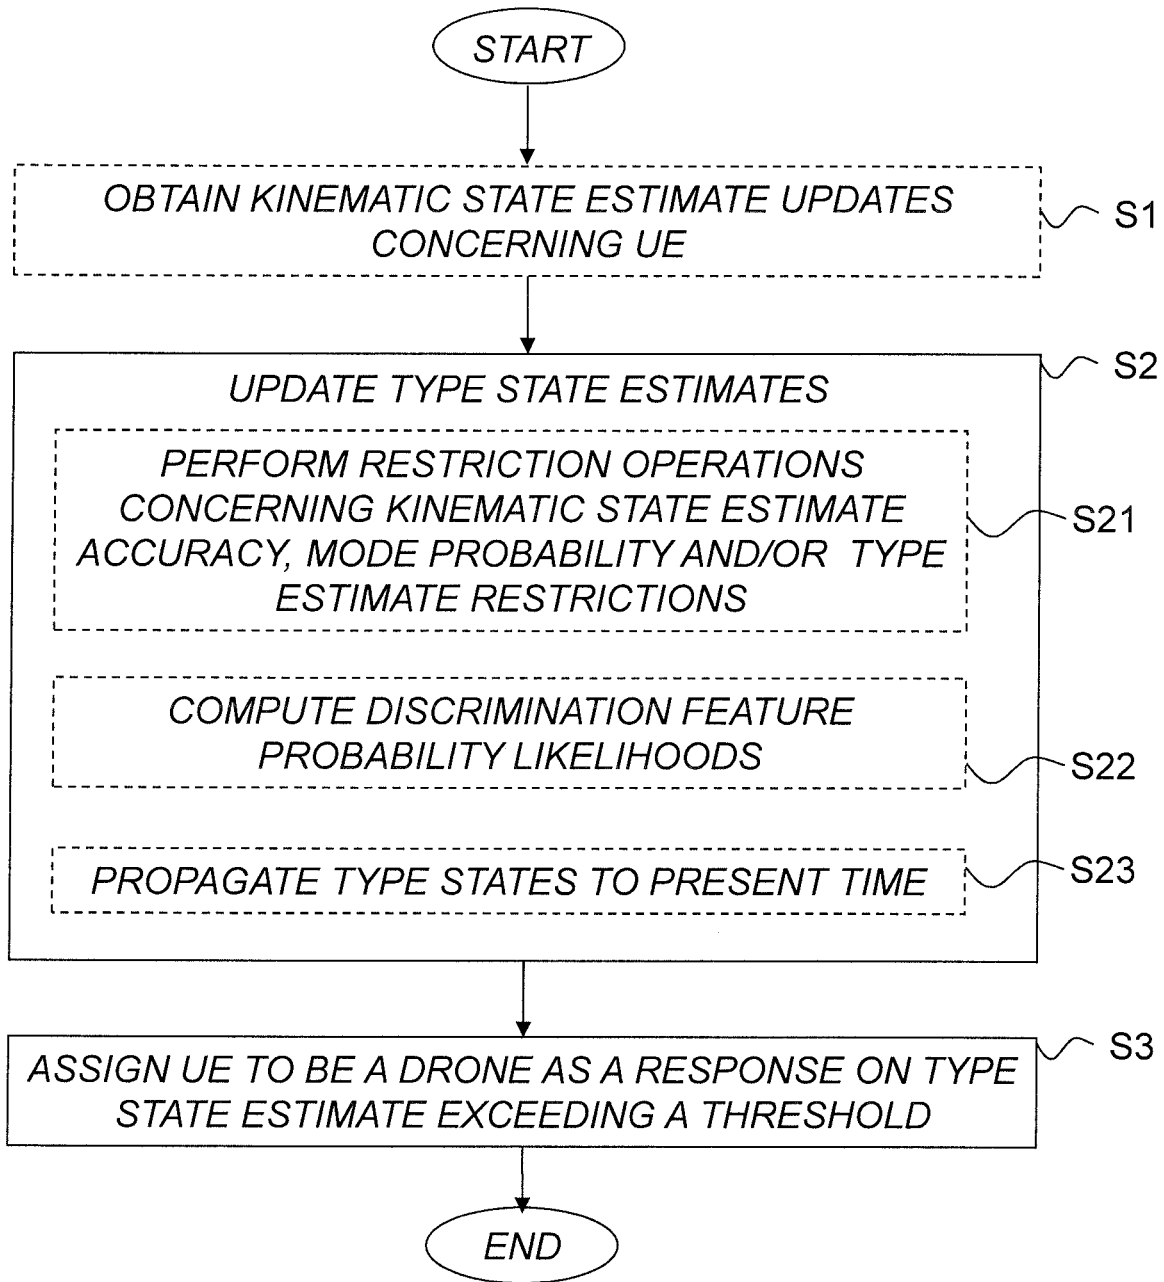 START
OBTAIN KINEMATIC STATE ESTIMATE UPDATES
CONCERNING UE
S1
S2
UPDATE TYPE STATE ESTIMATES
PERFORM RESTRICTION OPERATIONS
CONCERNING KINEMATIC STATE ESTIMATE
ACCURACY, MODE PROBABILITY AND/OR TYPE
ESTIMATE RESTRICTIONS
S21
COMPUTE DISCRIMINATION FEATURE
PROBABILITY LIKELIHOODS
S22
PROPAGATE TYPE STATES TO PRESENT TIME
S23
ASSIGN UE TO BE A DRONE AS A RESPONSE ON TYPE
STATE ESTIMATE EXCEEDING A THRESHOLD
S3
END